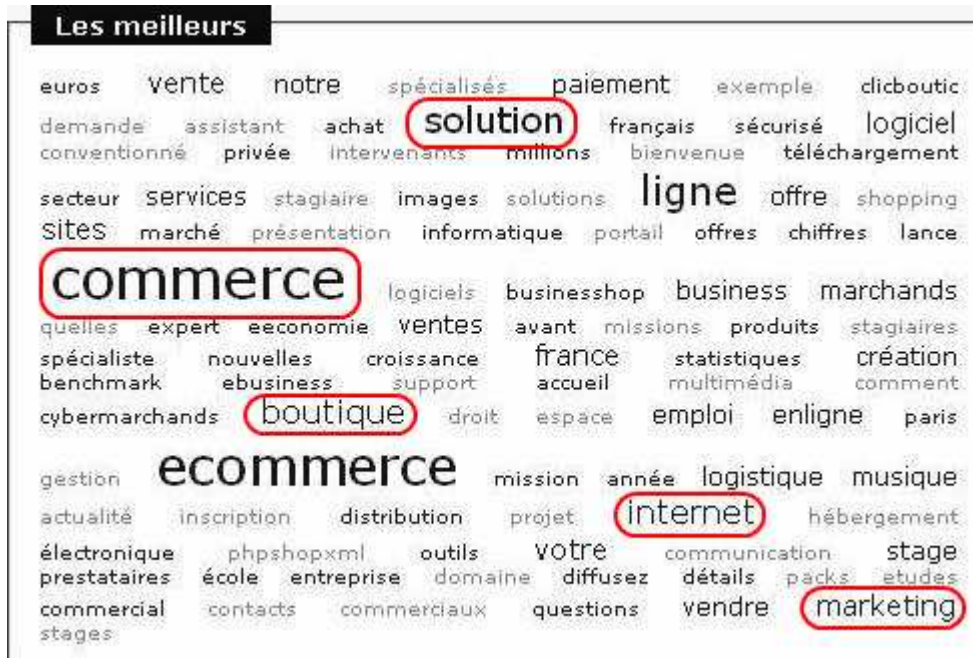 Les meilleurs
euros vente notre spécialisés paiement exemple clicboutic
demande assistant achat solution français sécurisé logiciel
conventionné privée intervenants millions bienvenue téléchargement
secteur services stagiaire images solutions ligne offre shopping
sites marché présentation informatique portail offres chiffres lance
commerce logiciels businesshop business marchands
quelles expert eeconomie ventes avant missions produits stagiaires
spécialiste nouvelles croissance france statistiques création
benchmark ebusiness support accueil multimédia comment
cybermarchands boutique droit espace emploi enligne paris
gestion ecommerce mission année logistique musique
actualité inscription distribution projet internet hébergement
électronique phpshopxml outils votre communication stage
prestataires école entreprise domaine diffusez détails packs etudes
commercial contacts commerciaux questions vendre marketing
stages